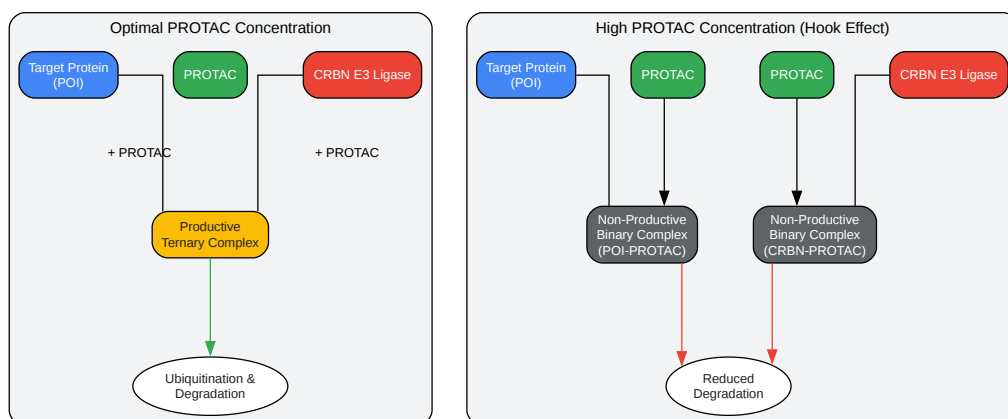 Optimal PROTAC Concentration
Target Protein
(POI)
PROTAC
CRBN E3 Ligase
+ PROTAC
+ PROTAC
Productive
Ternary Complex
Ubiquitination &
Degradation
High PROTAC Concentration (Hook Effect)
Target Protein
(POI)
PROTAC
PROTAC
CRBN E3 Ligase
Non-Productive
Binary Complex
(POI-PROTAC)
Non-Productive
Binary Complex
(CRBN-PROTAC)
Reduced
Degradation